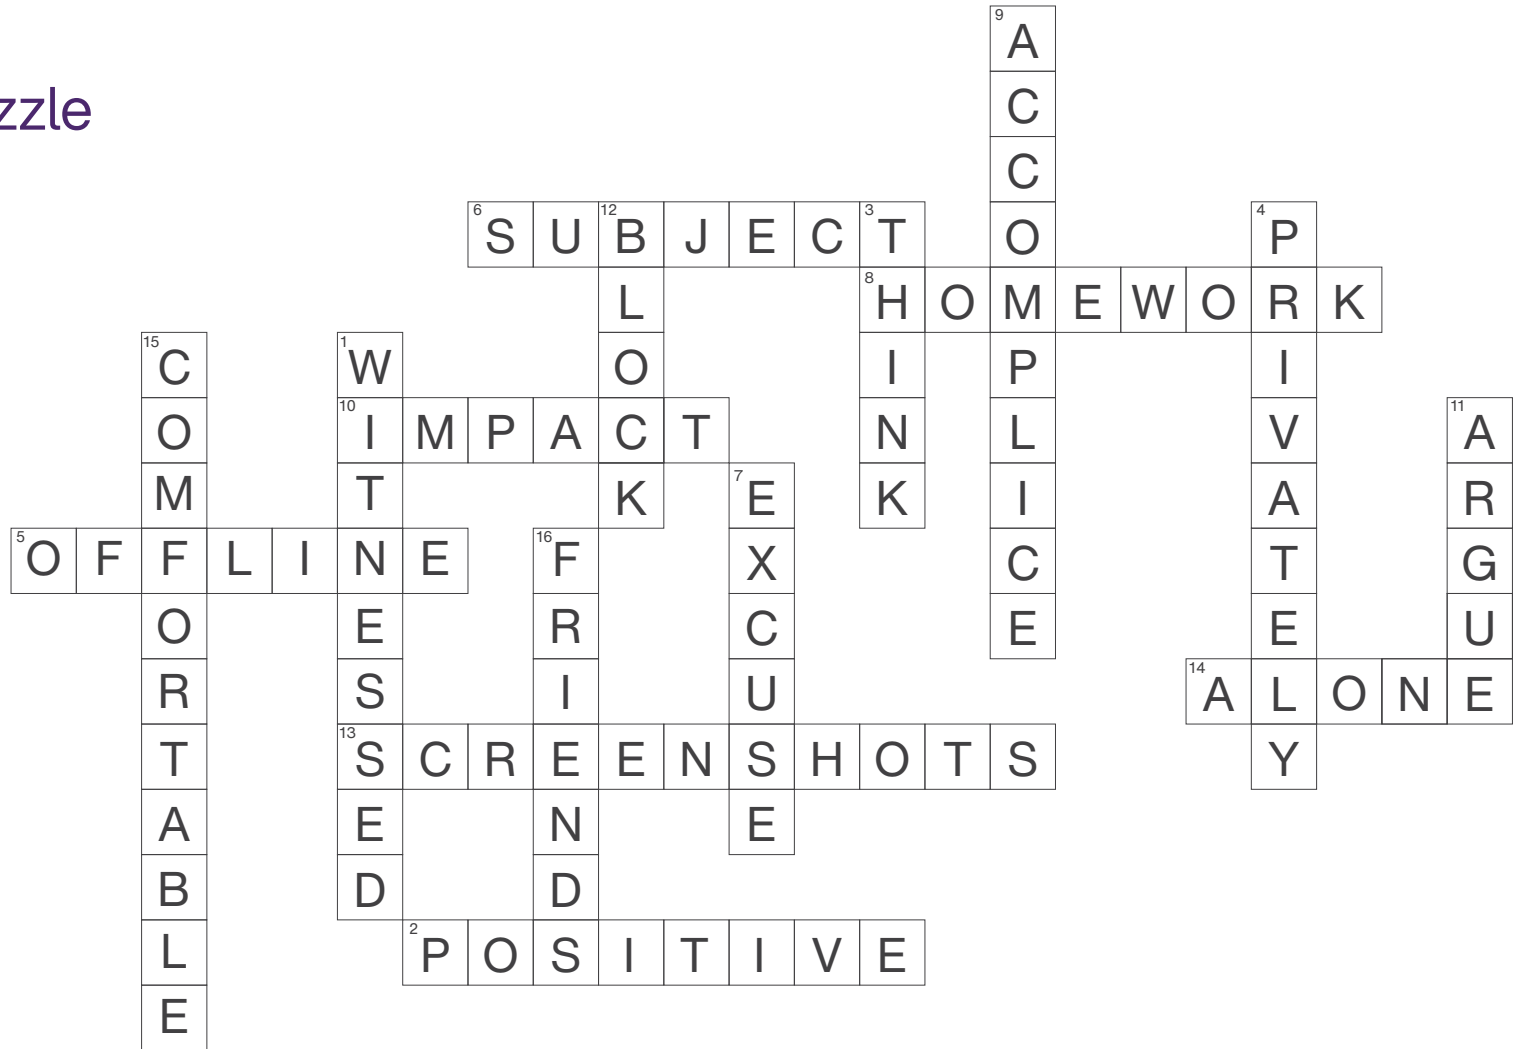 zzle
9 ACCOMPLICE
6 SUBJECT
12 BLOCK
3 THINK
4 PRIVATELY
8 HOMEWORK
15 COMFORTABLE
1 WITNESSED
10 IMPACT
11 ARGUE
7 EXCUSE
5 OFFLINE
16 FRIENDS
14 ALONE
13 SCREENSHOTS
2 POSITIVE